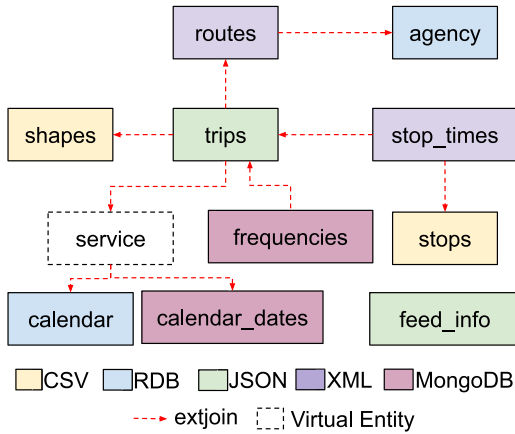 routes agency
shapes trips stop_times
service frequencies stops
calendar calendar_dates feed_info
CSV RDB JSON XML MongoDB
extjoin Virtual Entity